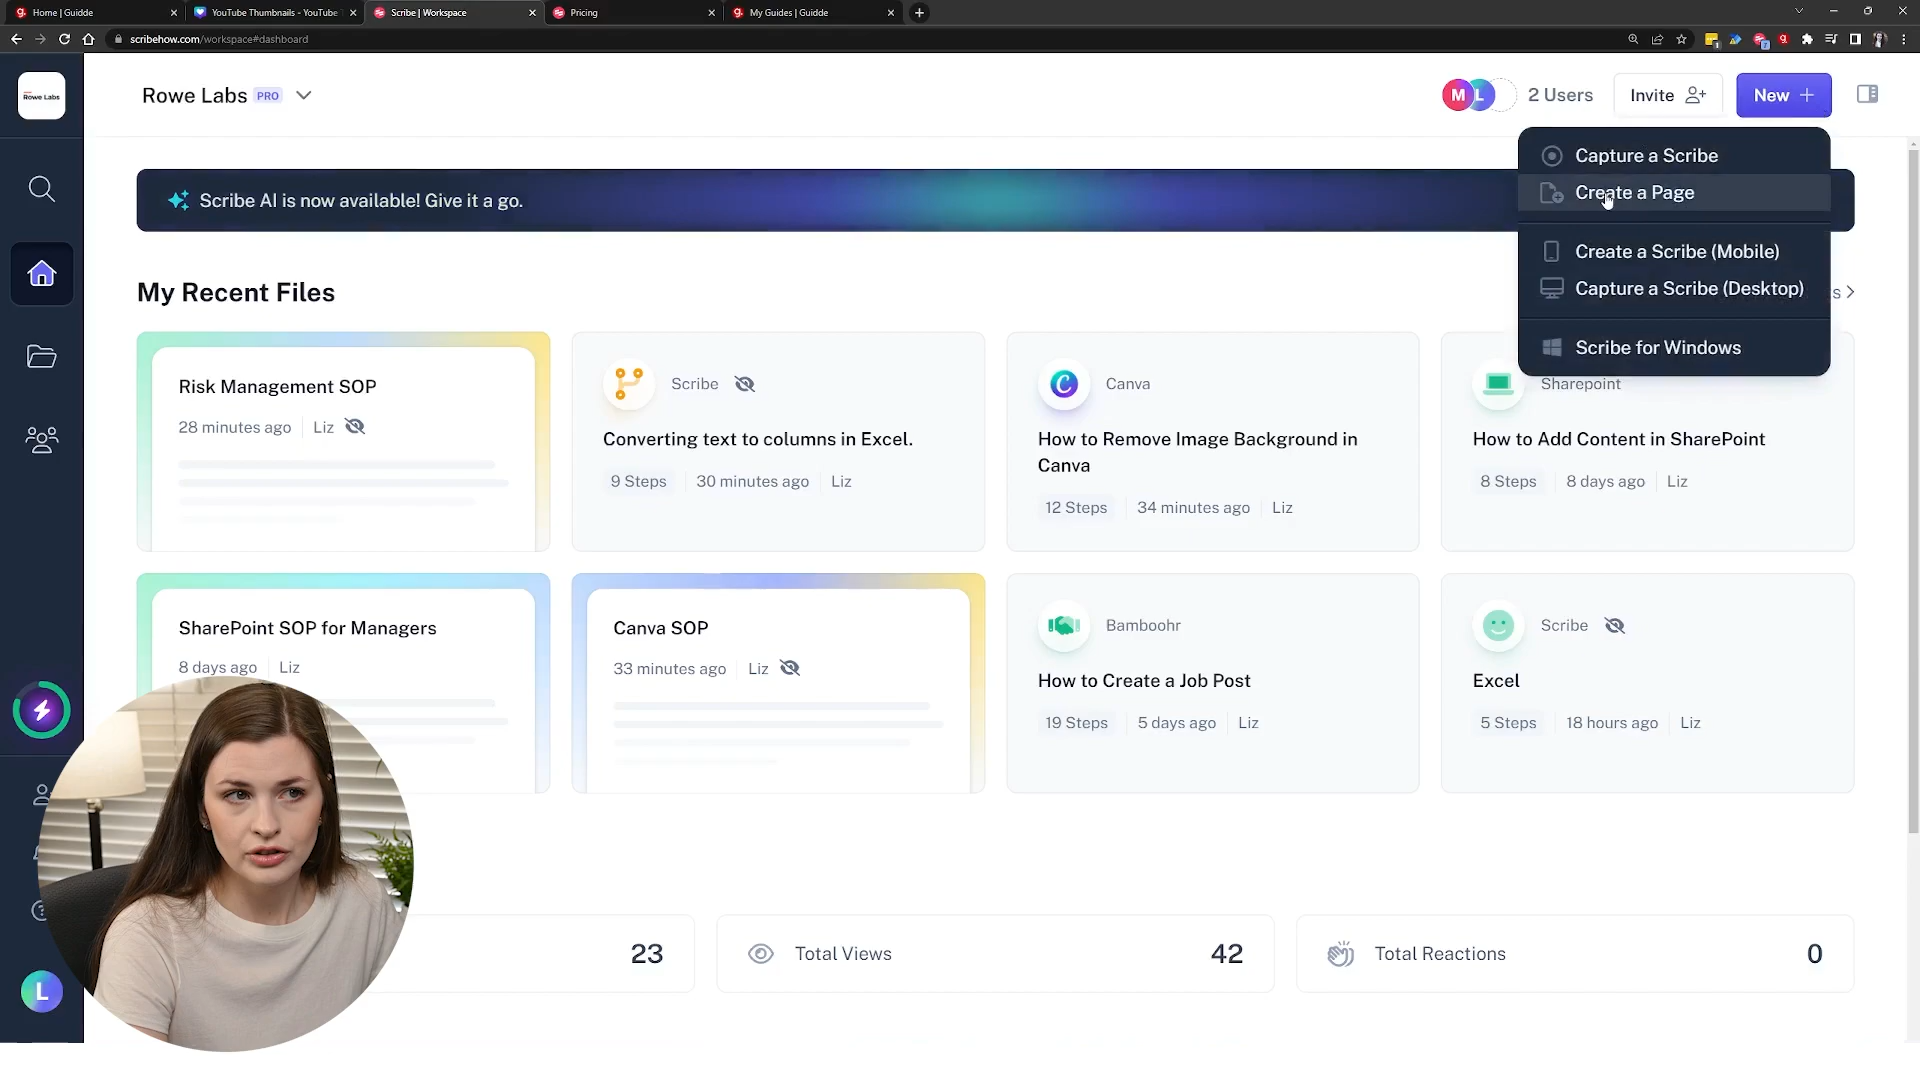 Home | Guidde
YouTube Thumbnails - YouTube
Scribe | Workspace
Pricing
My Guides | Guidde
scribehow.com/workspace#dashboard
Rowe Labs
Rowe Labs PRO
M L 2 Users
Invite
New +
Capture a Scribe
Create a Page
Create a Scribe (Mobile)
Capture a Scribe (Desktop)
Scribe for Windows
Scribe AI is now available! Give it a go.
My Recent Files
s >
Risk Management SOP
28 minutes ago Liz
Scribe
Converting text to columns in Excel.
9 Steps 30 minutes ago Liz
Canva
How to Remove Image Background in
Canva
12 Steps 34 minutes ago Liz
Sharepoint
How to Add Content in SharePoint
8 Steps 8 days ago Liz
SharePoint SOP for Managers
8 days ago Liz
Canva SOP
33 minutes ago Liz
Bamboohr
How to Create a Job Post
19 Steps 5 days ago Liz
Scribe
Excel
5 Steps 18 hours ago Liz
23
Total Views 42
Total Reactions 0
L